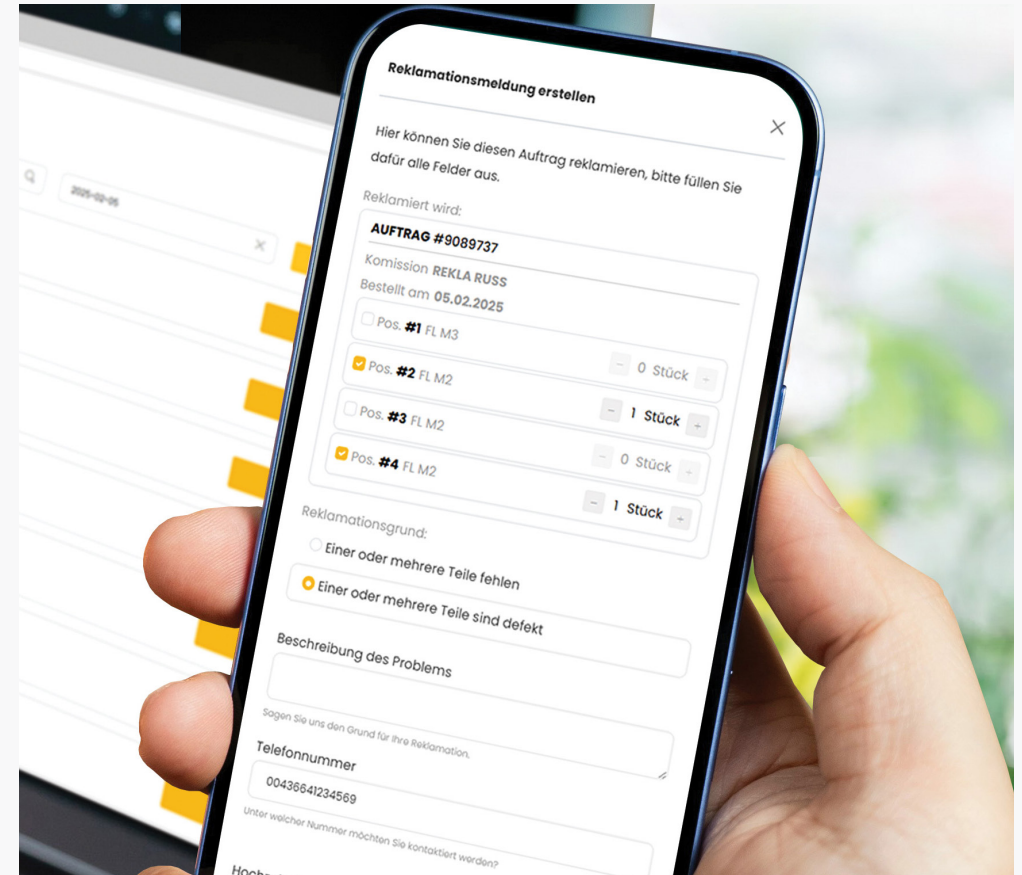 2025-02-05
Reklamationsmeldung erstellen
Hier können Sie diesen Auftrag reklamieren, bitte füllen Sie
dafür alle Felder aus.
Reklamiert wird:
AUFTRAG #9089737
Komission REKLA RUSS
Bestellt am 05.02.2025
Pos. #1 FL M3 0 Stück
Pos. #2 FL M2 1 Stück
Pos. #3 FL M2 0 Stück
Pos. #4 FL M2 1 Stück
Reklamationsgrund:
Einer oder mehrere Teile fehlen
Einer oder mehrere Teile sind defekt
Beschreibung des Problems
Sagen Sie uns den Grund für Ihre Reklamation.
Telefonnummer
00436641234569
Unter welcher Nummer möchten Sie kontaktiert werden?